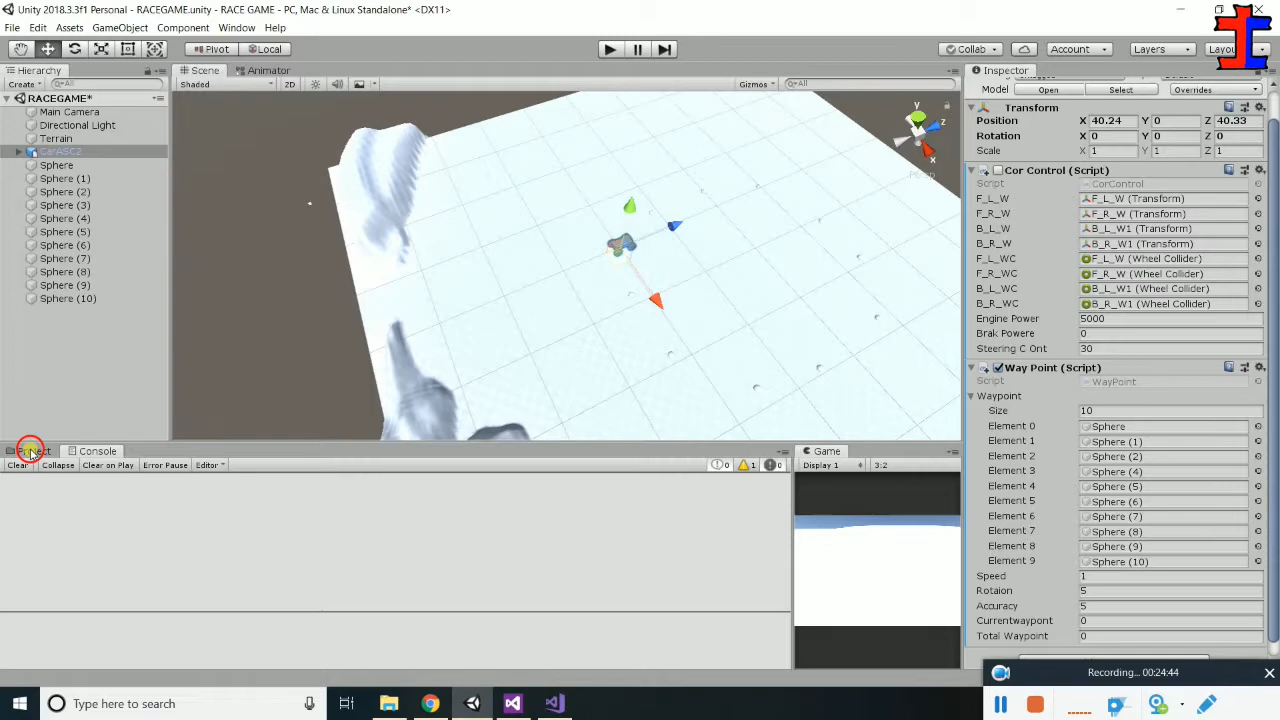 Unity 2018.3.3f1 Personal - RACEGAME.unity - RACE GAME - PC, Mac & Linux Standalone* <DX11>
File Edit Assets GameObject Component Window Help
Pivot Local Collab Account Layers
Hierarchy Scene Animator Inspector
Create All Shaded 2D Gizmos All
Model Open Select Overrides
RACEGAME*
Main Camera
Directional Light
Terrain
CarASC2
Sphere
Sphere (1)
Sphere (2)
Sphere (3)
Sphere (4)
Sphere (5)
Sphere (6)
Sphere (7)
Sphere (8)
Sphere (9)
Sphere (10)
y
z
x
Transform
Position X 40.24 Y 0 Z 40.33
Rotation X 0 Y 0 Z 0
Scale X 1 Y 1 Z 1
Cor Control (Script)
Script CorControl
F_L_W F_L_W (Transform)
F_R_W F_R_W (Transform)
B_L_W B_L_W1 (Transform)
B_R_W B_R_W1 (Transform)
F_L_WC F_L_W (Wheel Collider)
F_R_WC F_R_W (Wheel Collider)
B_L_WC B_L_W1 (Wheel Collider)
B_R_WC B_R_W1 (Wheel Collider)
Engine Power 5000
Brak Powere 0
Steering C Ont 30
Way Point (Script)
Script WayPoint
Waypoint
Size 10
Element 0 Sphere
Element 1 Sphere (1)
Element 2 Sphere (2)
Element 3 Sphere (4)
Element 4 Sphere (5)
Element 5 Sphere (6)
Element 6 Sphere (7)
Element 7 Sphere (8)
Element 8 Sphere (9)
Element 9 Sphere (10)
Speed 1
Rotaion 5
Accuracy 5
Currentwaypont 0
Total Waypoint 0
Project Console
Clear Collapse Clear on Play Error Pause Editor 0 1 0
Game
Display 1 3:2
Recording... 00:24:44
Type here to search